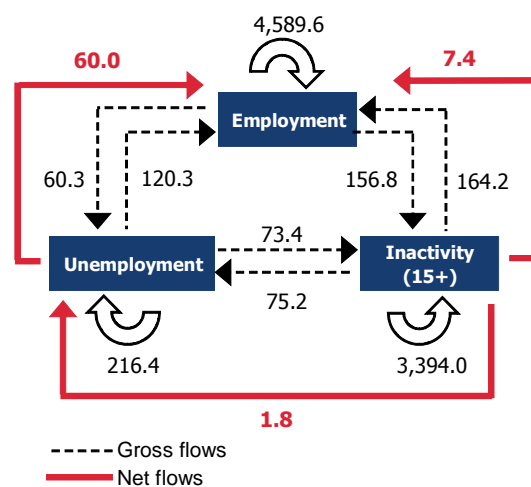 4,589.6
60.0
7.4
Employment
60.3
120.3
156.8
164.2
Unemployment
73.4
Inactivity
(15+)
75.2
216.4
3,394.0
1.8
Gross flows
Net flows